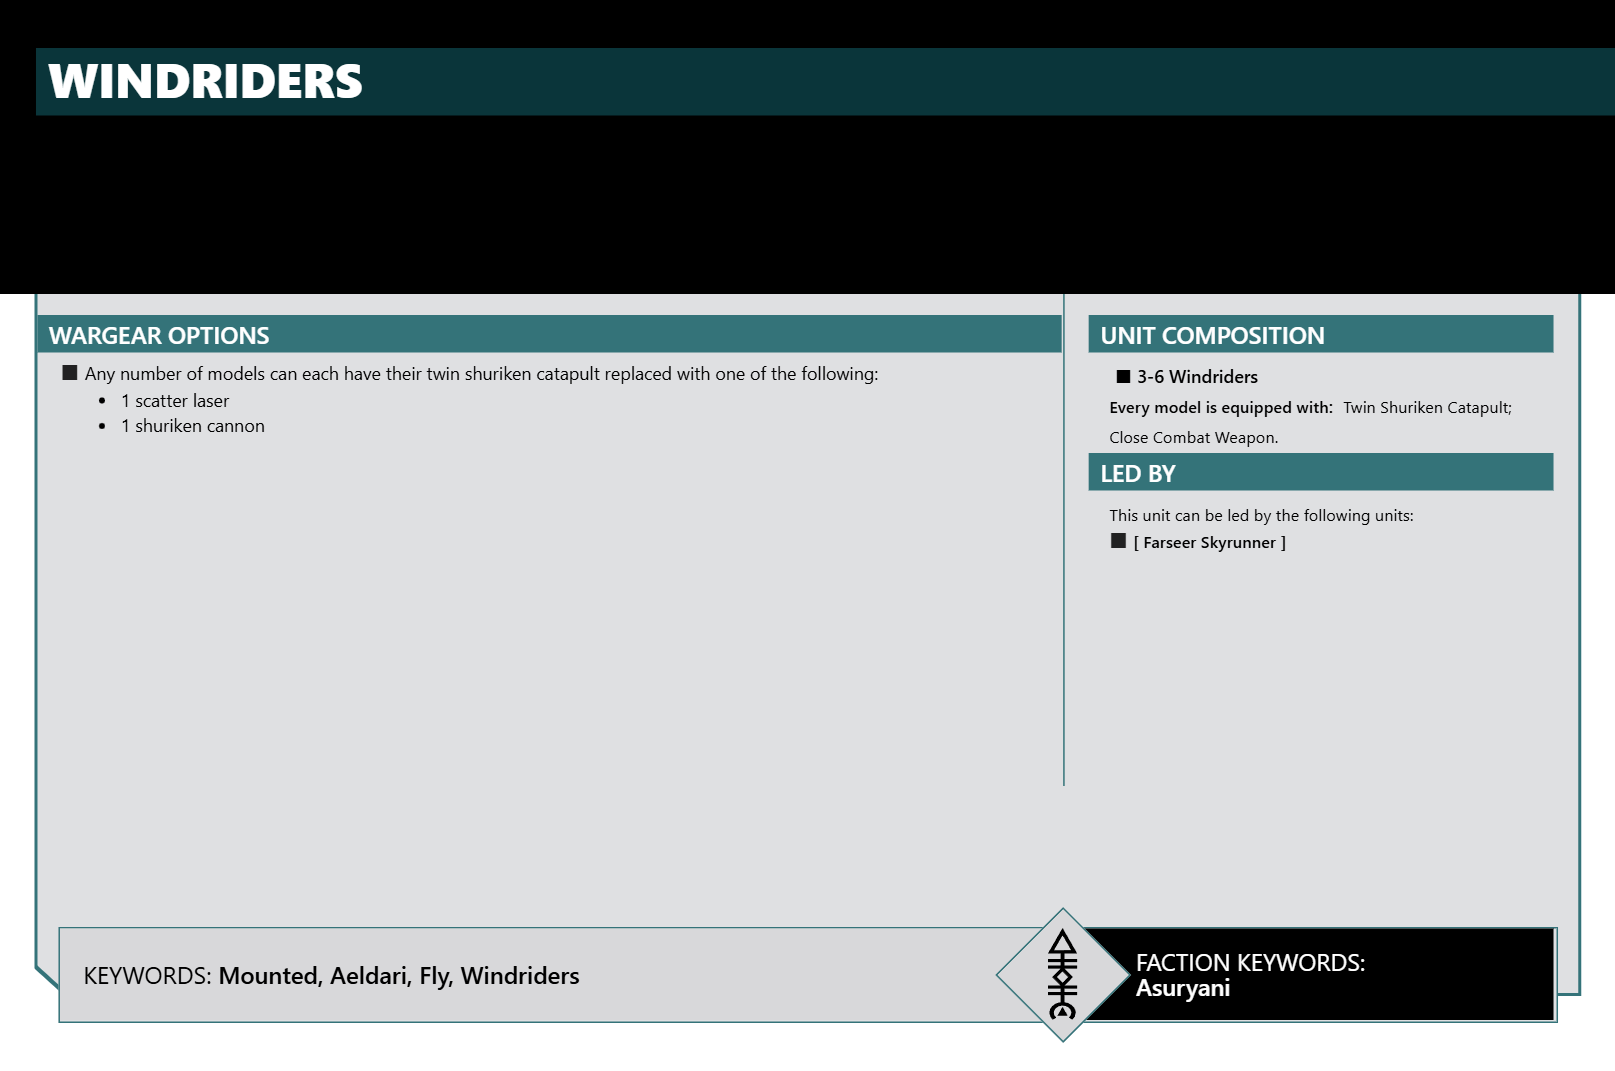 WINDRIDERS
WARGEAR OPTIONS
■ Any number of models can each have their twin shuriken catapult replaced with one of the following:
• 1 scatter laser
• 1 shuriken cannon
UNIT COMPOSITION
■ 3-6 Windriders
Every model is equipped with: Twin Shuriken Catapult;
Close Combat Weapon.
LED BY
This unit can be led by the following units:
■ [ Farseer Skyrunner ]
KEYWORDS: Mounted, Aeldari, Fly, Windriders
FACTION KEYWORDS:
Asuryani